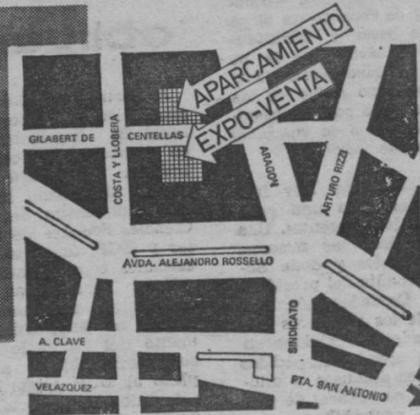 APARCAMIENTO
EXPO-VENTA
GILABERT DE CENTELLAS
COSTA Y LLOBERA
ARAGON
ARTURO RIZZI
AVDA. ALEJANDRO ROSSELLO
SINDICATO
A. CLAVE
VELAZQUEZ
PTA. SAN ANTONIO